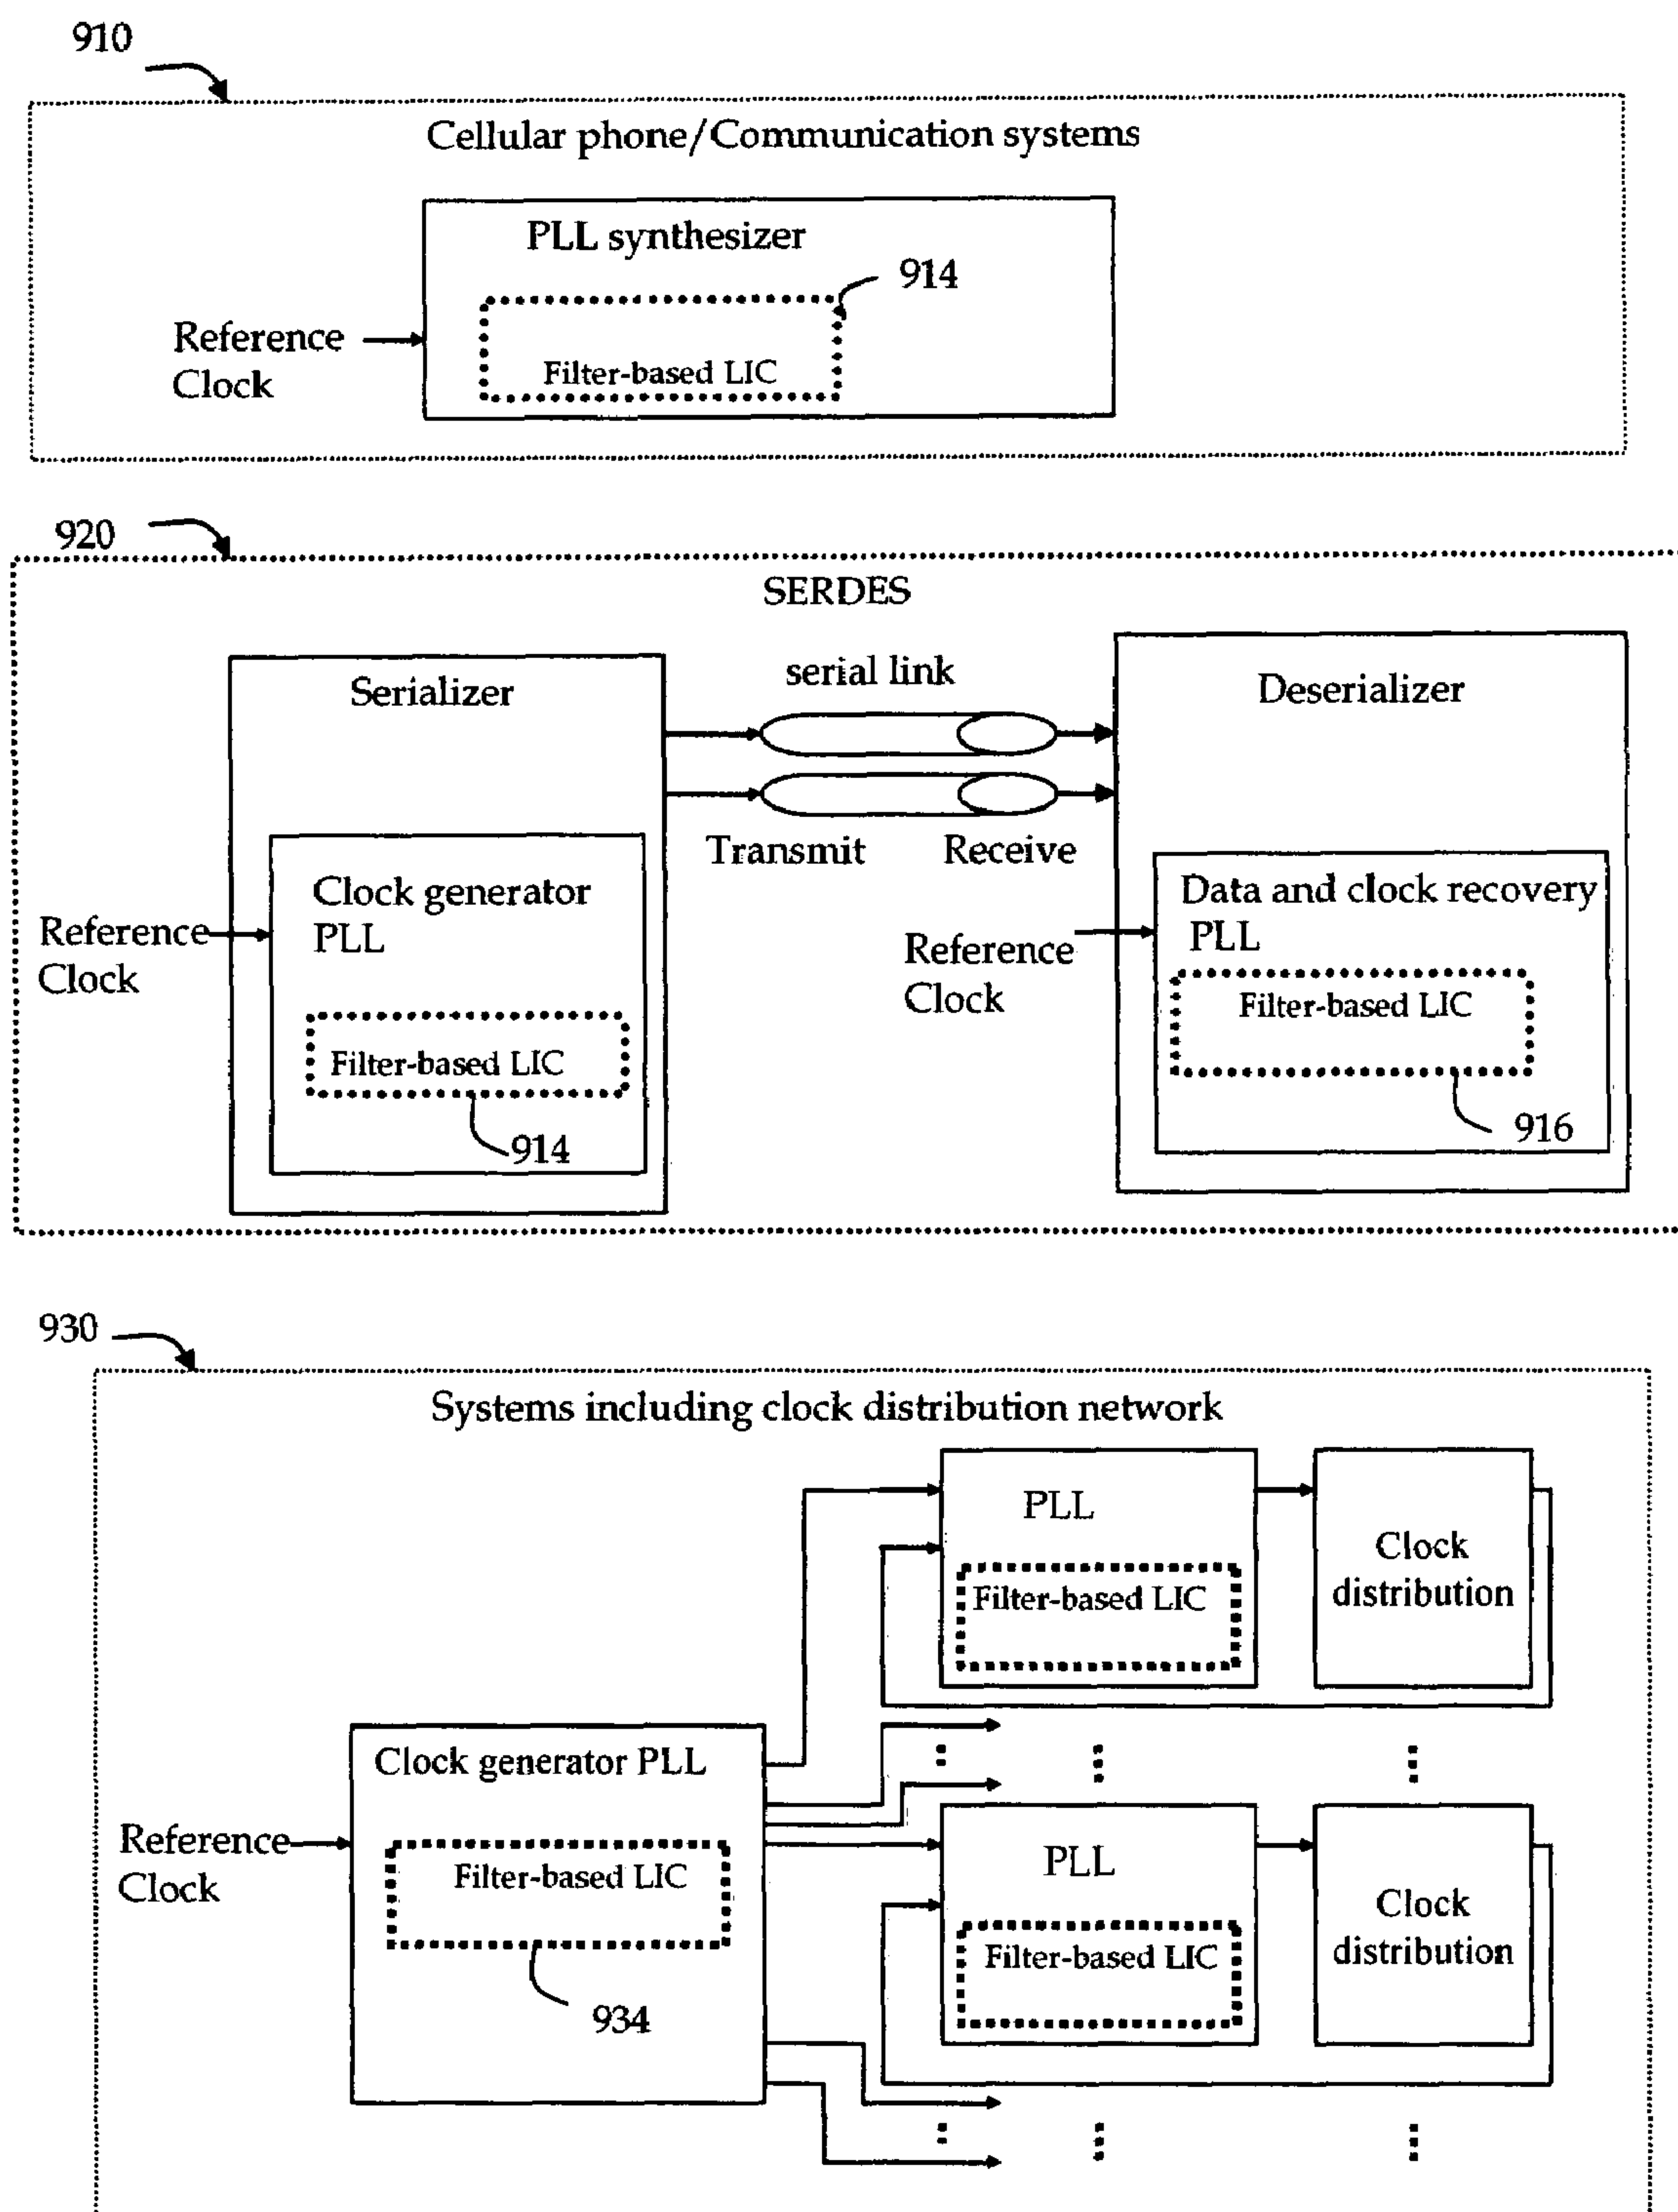 910
Cellular phone/Communication systems
PLL synthesizer
914
Reference
Clock
Filter-based LIC
920
SERDES
Serializer
serial link
Deserializer
Transmit
Receive
Clock generator
PLL
Reference
Clock
Filter-based LIC
914
Data and clock recovery
PLL
Reference
Clock
Filter-based LIC
916
930
Systems including clock distribution network
PLL
Filter-based LIC
Clock
distribution
Clock generator PLL
Reference
Clock
Filter-based LIC
934
PLL
Filter-based LIC
Clock
distribution